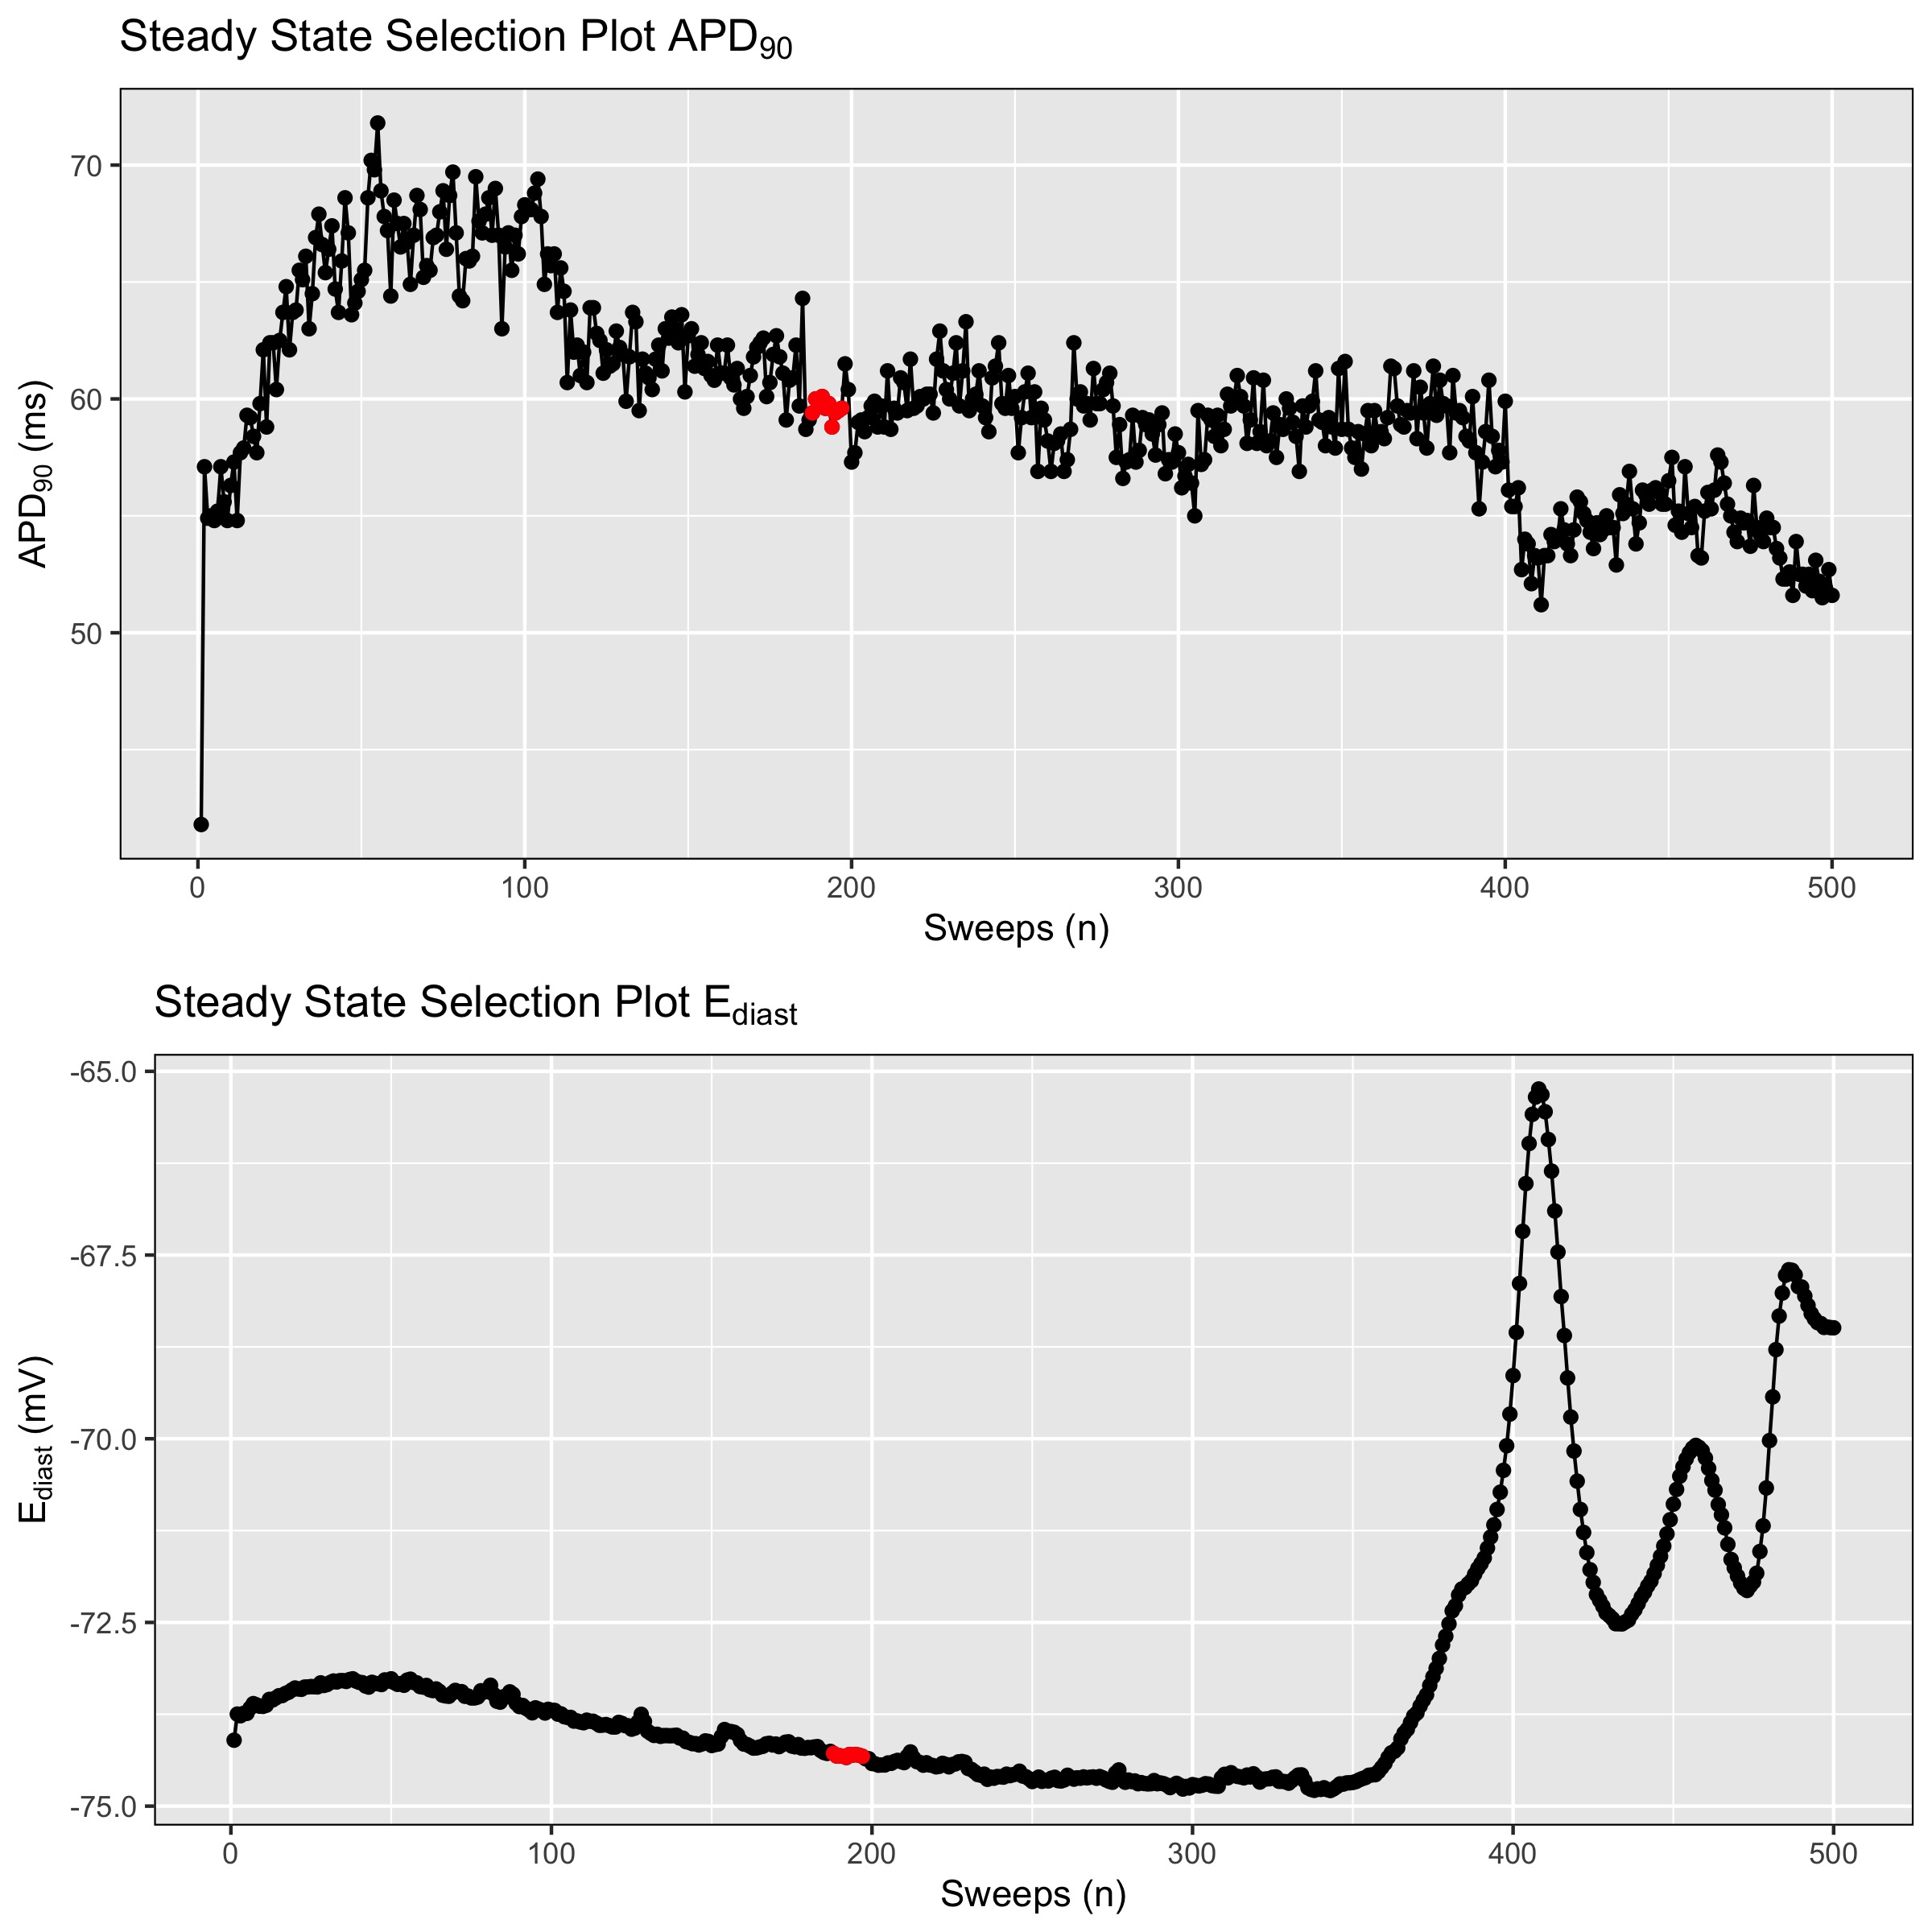 Steady State Selection Plot APD90
70
60
50
APD90 (ms)
0 100 200 300 400 500
Sweeps (n)
Steady State Selection Plot Ediast
-65.0
-67.5
-70.0
-72.5
-75.0
Ediast (mV)
0 100 200 300 400 500
Sweeps (n)